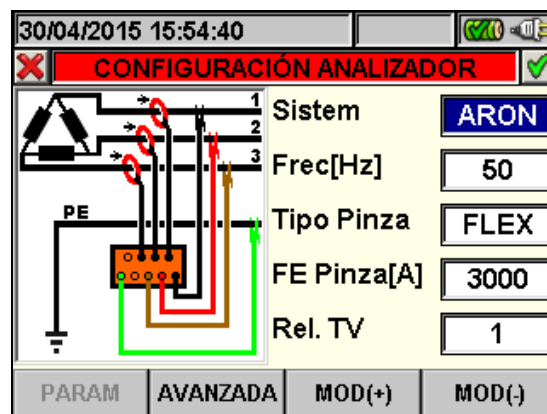 30/04/2015 15:54:40
CONFIGURACIÓN ANALIZADOR
1
2
3
PE
Sistem ARON
Frec[Hz] 50
Tipo Pinza FLEX
FE Pinza[A] 3000
Rel. TV 1
PARAM AVANZADA MOD(+) MOD(-)